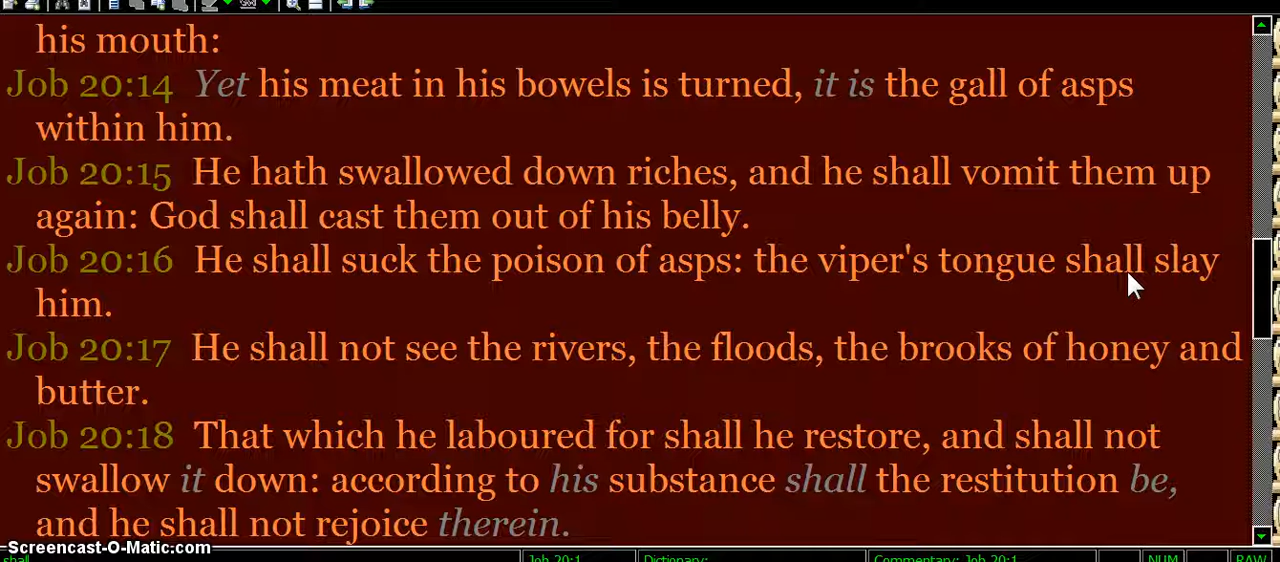 his mouth:
Job 20:14 Yet his meat in his bowels is turned, it is the gall of asps
within him.
Job 20:15 He hath swallowed down riches, and he shall vomit them up
again: God shall cast them out of his belly.
Job 20:16 He shall suck the poison of asps: the viper's tongue shall slay
him.
Job 20:17 He shall not see the rivers, the floods, the brooks of honey and
butter.
Job 20:18 That which he laboured for shall he restore, and shall not
swallow it down: according to his substance shall the restitution be,
and he shall not rejoice therein.
Screencast-O-Matic.com
shall Job 20:1 Dictionary: Commentary: Job 20:1 NUM RAW